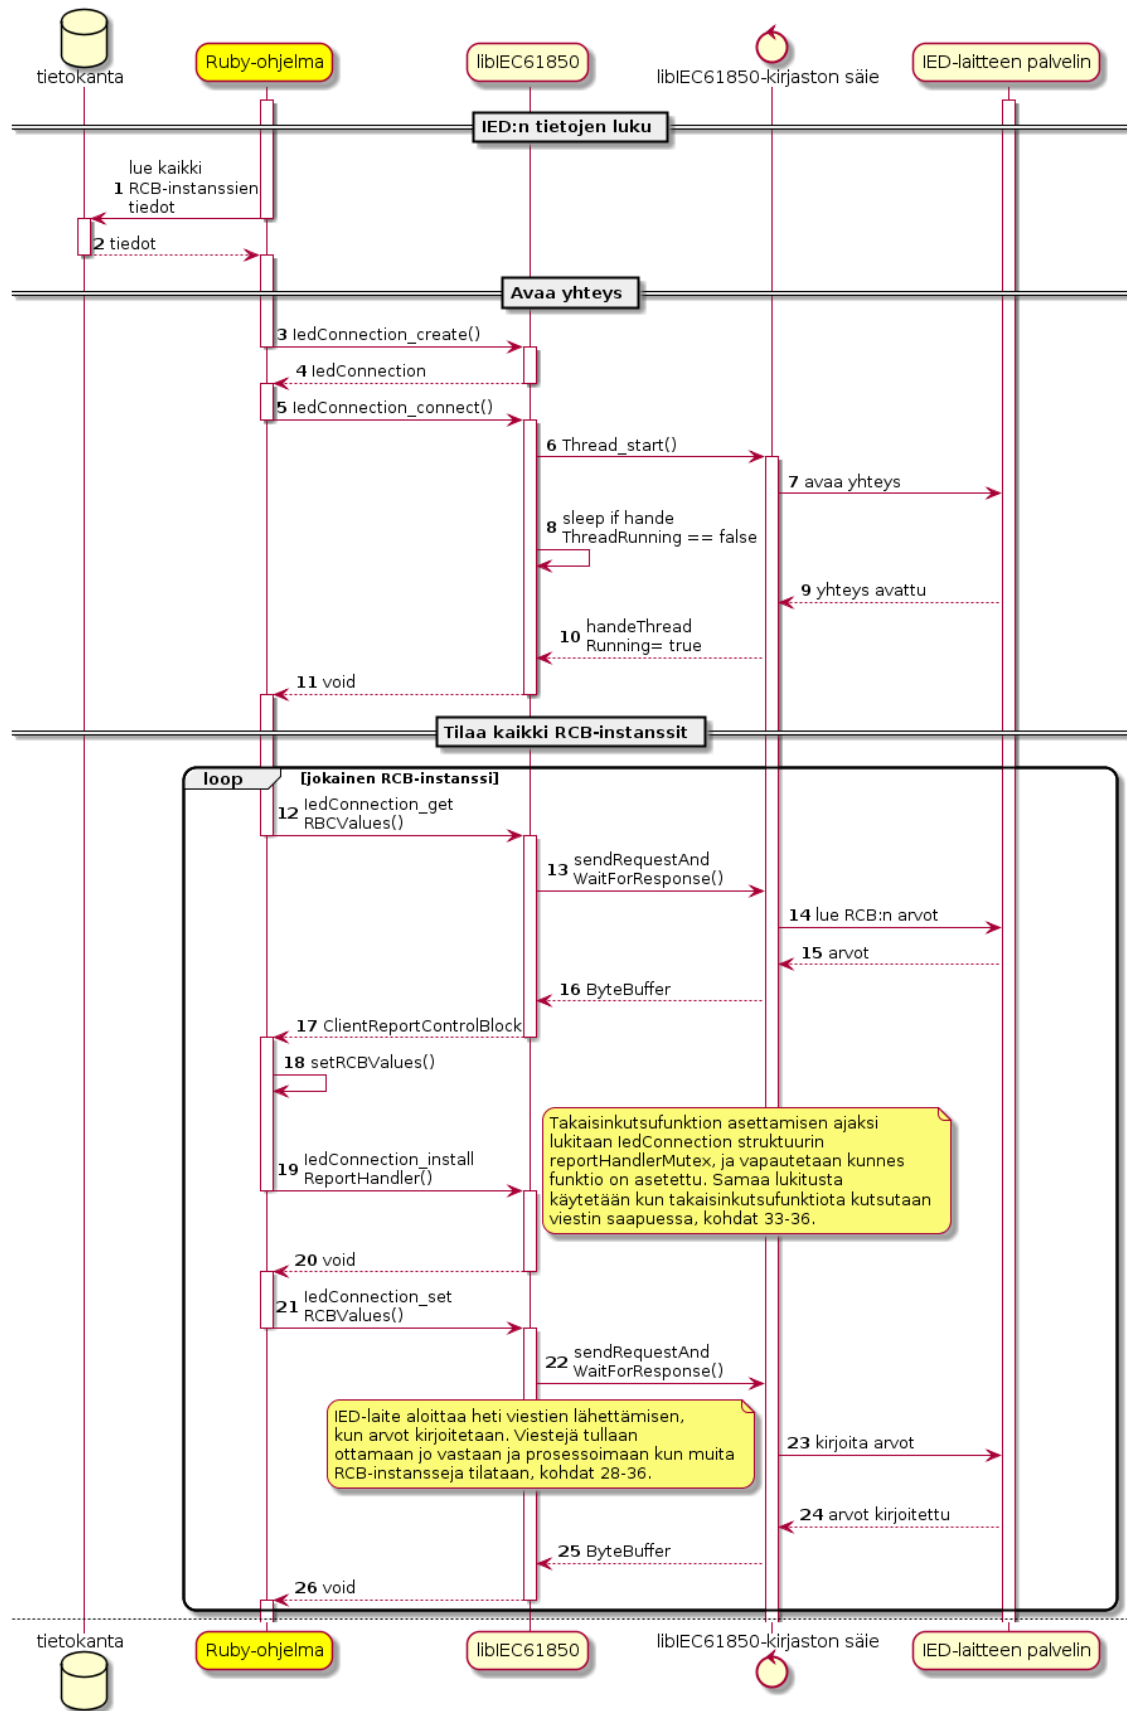 tietokanta
Ruby-ohjelma
libIEC61850
libIEC61850-kirjaston säie
IED-laitteen palvelin
IED:n tietojen luku
lue kaikki
1 RCB-instanssien
tiedot
2 tiedot
Avaa yhteys
3 IedConnection_create()
4 IedConnection
5 IedConnection_connect()
6 Thread_start()
7 avaa yhteys
8 sleep if hande
ThreadRunning == false
9 yhteys avattu
10 handeThread
Running= true
11 void
Tilaa kaikki RCB-instanssit
loop [jokainen RCB-instanssi]
12 IedConnection_get
RBCValues()
13 sendRequestAnd
WaitForResponse()
14 lue RCB:n arvot
15 arvot
16 ByteBuffer
17 ClientReportControlBlock
18 setRCBValues()
Takaisinkutsufunktion asettamisen ajaksi
lukitaan IedConnection struktuurin
reportHandlerMutex, ja vapautetaan kunnes
funktio on asetettu. Samaa lukitusta
käytetään kun takaisinkutsufunktiota kutsutaan
viestin saapuessa, kohdat 33-36.
19 IedConnection_install
ReportHandler()
20 void
21 IedConnection_set
RCBValues()
22 sendRequestAnd
WaitForResponse()
IED-laite aloittaa heti viestien lähettämisen,
kun arvot kirjoitetaan. Viestejä tullaan
ottamaan jo vastaan ja prosessoimaan kun muita
RCB-instansseja tilataan, kohdat 28-36.
23 kirjoita arvot
24 arvot kirjoitettu
25 ByteBuffer
26 void
tietokanta
Ruby-ohjelma
libIEC61850
libIEC61850-kirjaston säie
IED-laitteen palvelin